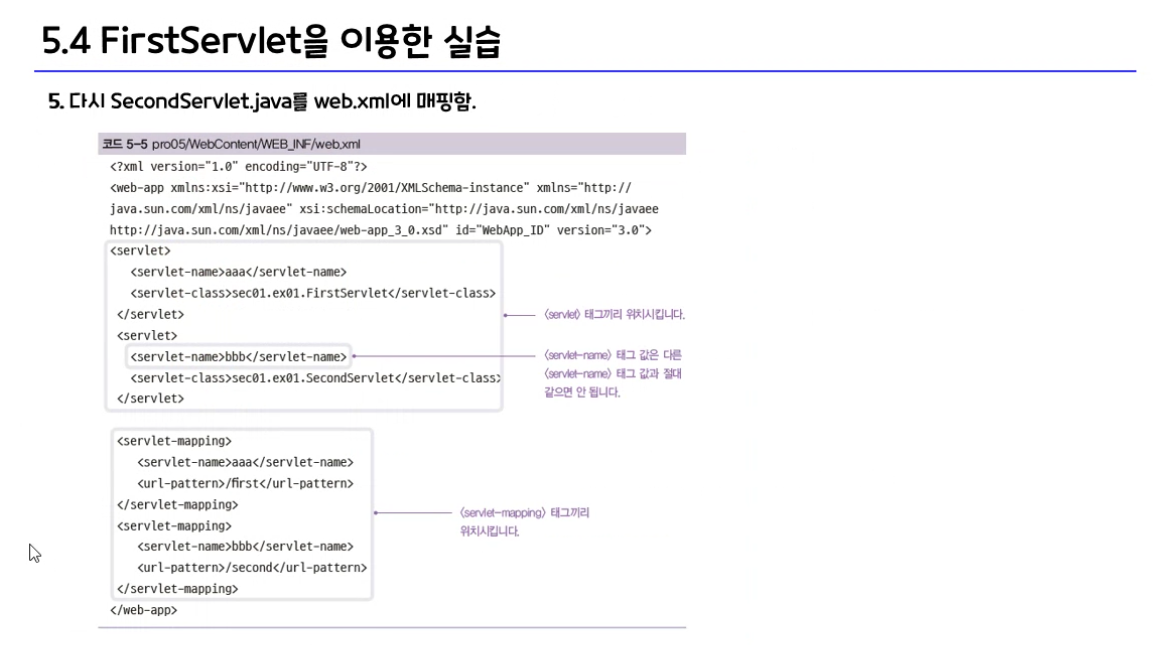 5.4 FirstServlet을 이용한 실습
5. 다시 SecondServlet.java를 web.xml에 매핑함.
코드 5-5 pro05/WebContent/WEB_INF/web.xml
<?xml version="1.0" encoding="UTF-8"?>
<web-app xmlns:xsi="http://www.w3.org/2001/XMLSchema-instance" xmlns="http://
java.sun.com/xml/ns/javaee" xsi:schemaLocation="http://java.sun.com/xml/ns/javaee
http://java.sun.com/xml/ns/javaee/web-app_3_0.xsd" id="WebApp_ID" version="3.0">
<servlet>
<servlet-name>aaa</servlet-name>
<servlet-class>sec01.ex01.FirstServlet</servlet-class>
</servlet>
<servlet> 태그끼리 위치시킵니다.
<servlet>
<servlet-name>bbb</servlet-name>
<servlet-class>sec01.ex01.SecondServlet</servlet-class>
</servlet>
<servlet-name> 태그 값은 다른
<servlet-name> 태그 값과 절대
같으면 안 됩니다.
<servlet-mapping>
<servlet-name>aaa</servlet-name>
<url-pattern>/first</url-pattern>
</servlet-mapping>
<servlet-mapping>
<servlet-name>bbb</servlet-name>
<url-pattern>/second</url-pattern>
</servlet-mapping>
<servlet-mapping> 태그끼리
위치시킵니다.
</web-app>